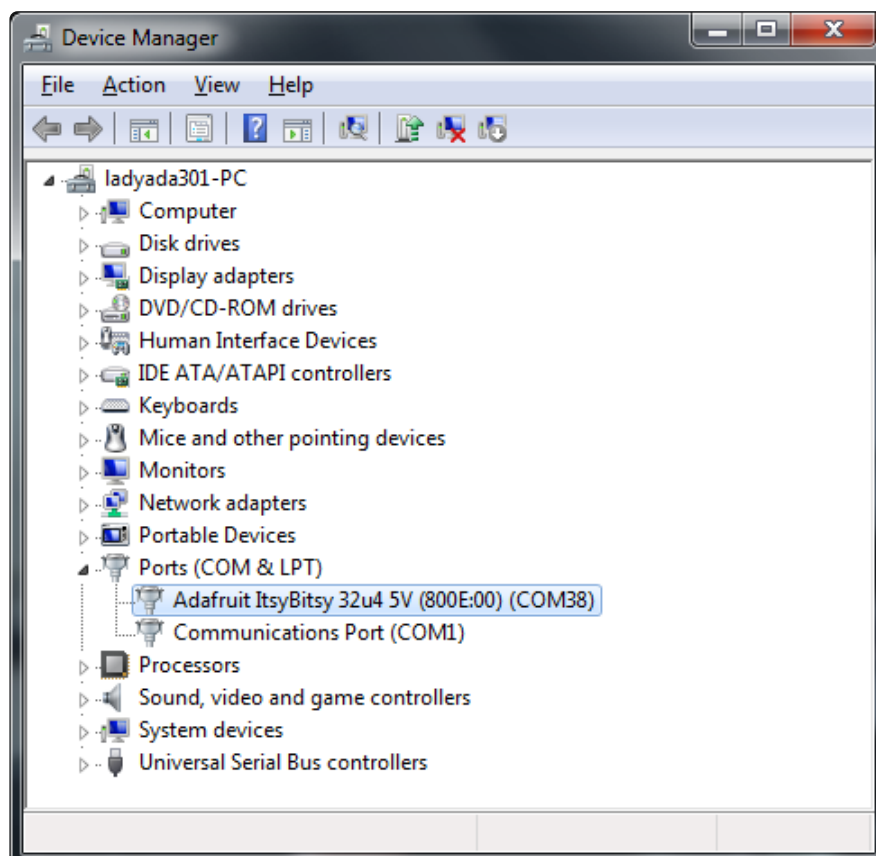 Device Manager
File Action View Help
ladyada301-PC
Computer
Disk drives
Display adapters
DVD/CD-ROM drives
Human Interface Devices
IDE ATA/ATAPI controllers
Keyboards
Mice and other pointing devices
Monitors
Network adapters
Portable Devices
Ports (COM & LPT)
Adafruit ItsyBitsy 32u4 5V (800E:00) (COM38)
Communications Port (COM1)
Processors
Sound, video and game controllers
System devices
Universal Serial Bus controllers